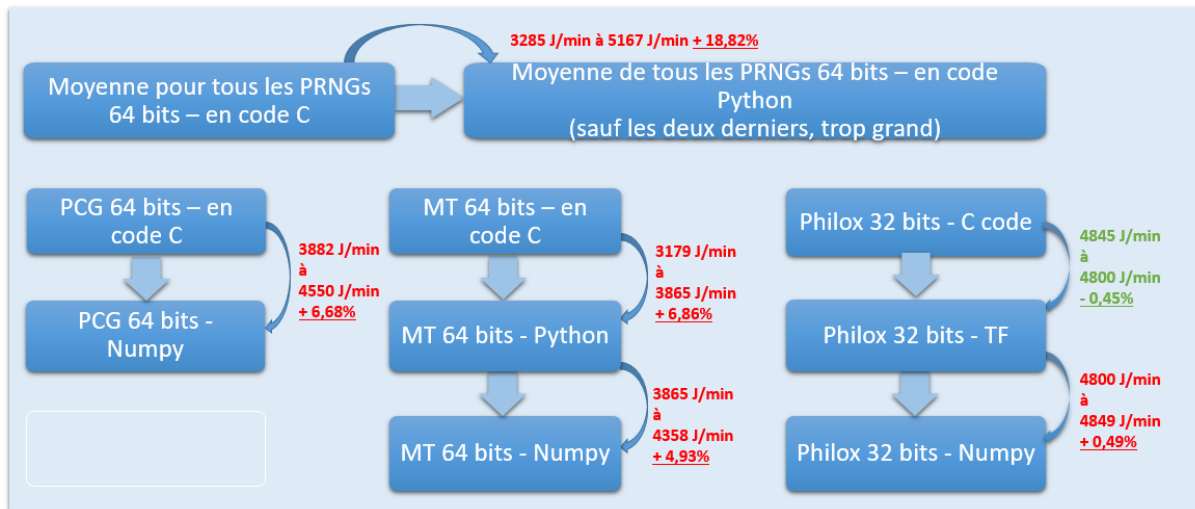 3285 J/min à 5167 J/min + 18,82%
Moyenne pour tous les PRNGs
64 bits – en code C
Moyenne de tous les PRNGs 64 bits – en code
Python
(sauf les deux derniers, trop grand)
PCG 64 bits – en
code C
3882 J/min
à
4550 J/min
+ 6,68%
PCG 64 bits -
Numpy
MT 64 bits – en
code C
3179 J/min
à
3865 J/min
+ 6,86%
MT 64 bits - Python
3865 J/min
à
4358 J/min
+ 4,93%
MT 64 bits - Numpy
Philox 32 bits - C code
4845 J/min
à
4800 J/min
- 0,45%
Philox 32 bits - TF
4800 J/min
à
4849 J/min
+ 0,49%
Philox 32 bits - Numpy